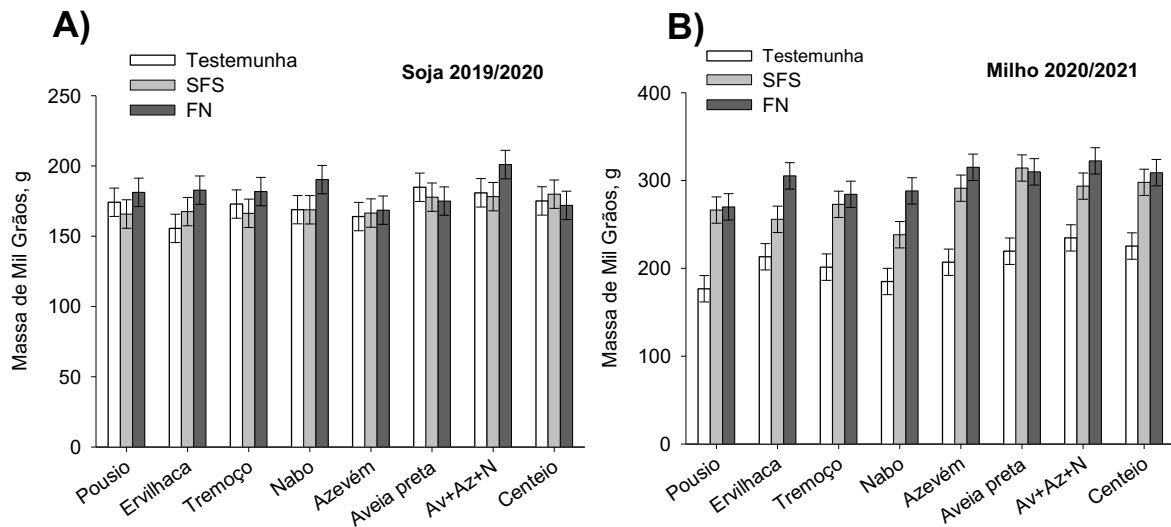 A)
Testemunha
SFS
FN
Soja 2019/2020
Massa de Mil Grãos, g
250
200
150
100
50
0
Pousio
Ervilhaca
Tremoço
Nabo
Azevém
Aveia preta
Av+Az+N
Centeio
B)
Testemunha
SFS
FN
Milho 2020/2021
Massa de Mil Grãos, g
400
300
200
100
0
Pousio
Ervilhaca
Tremoço
Nabo
Azevém
Aveia preta
Av+Az+N
Centeio